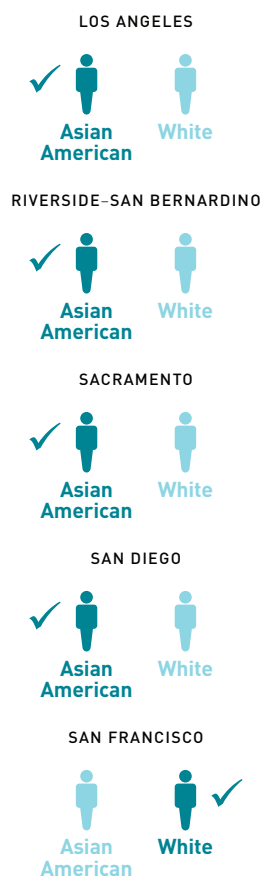 LOS ANGELES
Asian White
American
RIVERSIDE–SAN BERNARDINO
Asian White
American
SACRAMENTO
Asian White
American
SAN DIEGO
Asian White
American
SAN FRANCISCO
Asian White
American